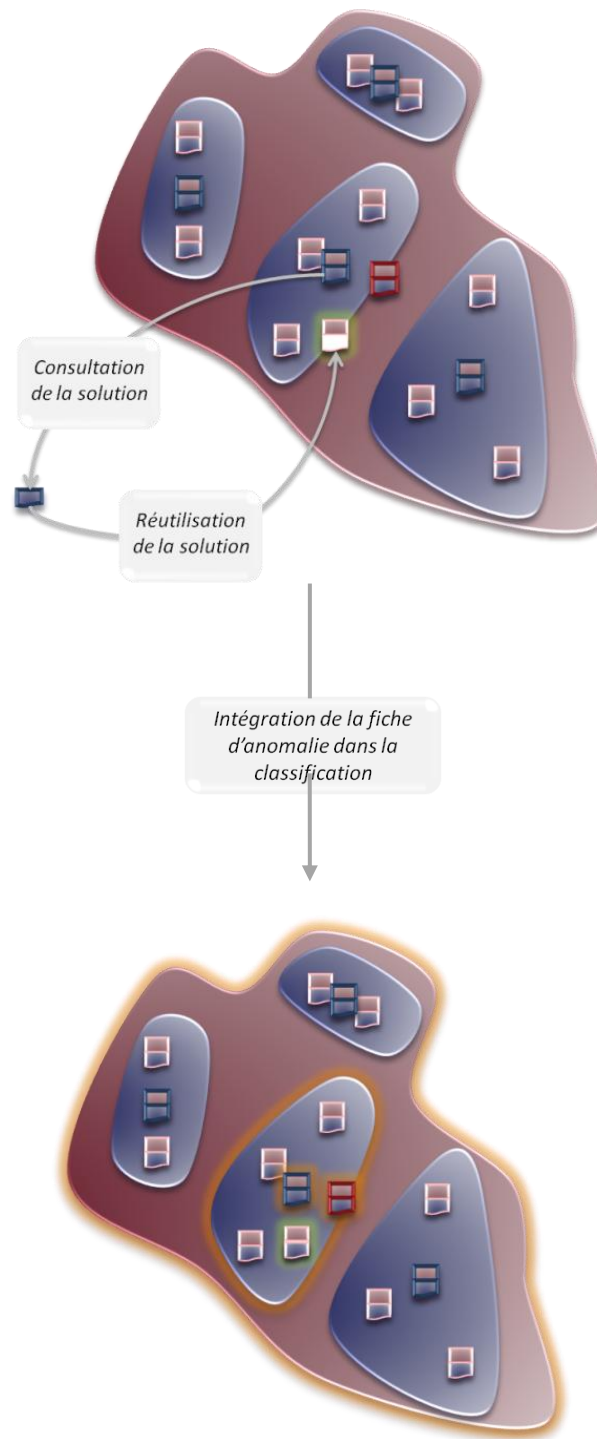 Consultation
de la solution
Réutilisation
de la solution
Intégration de la fiche
d’anomalie dans la
classification